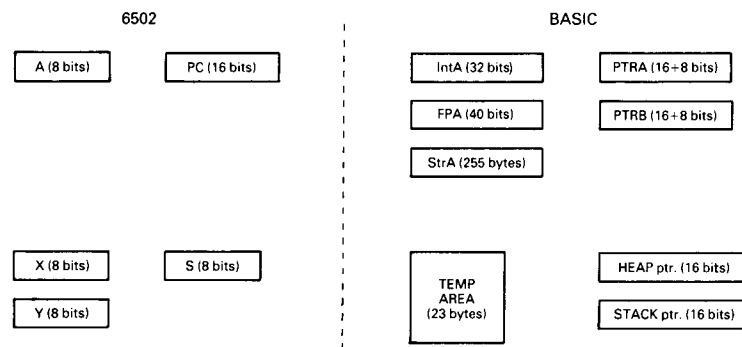 6502
BASIC
A (8 bits)
PC (16 bits)
IntA (32 bits)
PTRA (16+8 bits)
FPA (40 bits)
PTRB (16+8 bits)
StrA (255 bytes)
X (8 bits)
S (8 bits)
Y (8 bits)
TEMP
AREA
(23 bytes)
HEAP ptr. (16 bits)
STACK ptr. (16 bits)